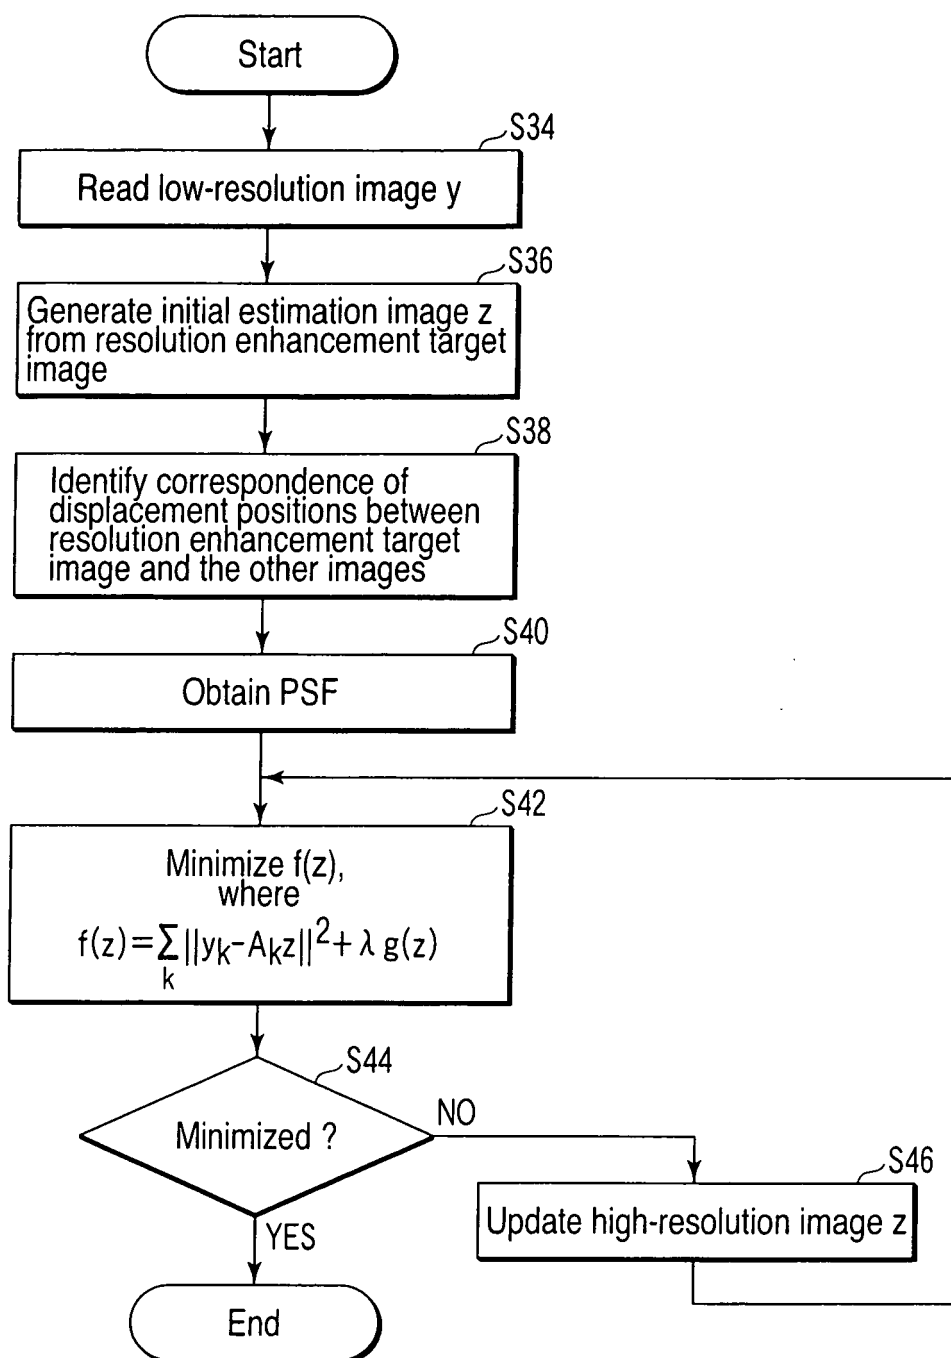 Start
S34
Read low-resolution image y
S36
Generate initial estimation image z
from resolution enhancement target
image
S38
Identify correspondence of
displacement positions between
resolution enhancement target
image and the other images
S40
Obtain PSF
S42
Minimize f(z),
where
f(z)=∑||yₖ-Aₖz||²+λ g(z)
k
S44
Minimized ?
NO
S46
Update high-resolution image z
YES
End